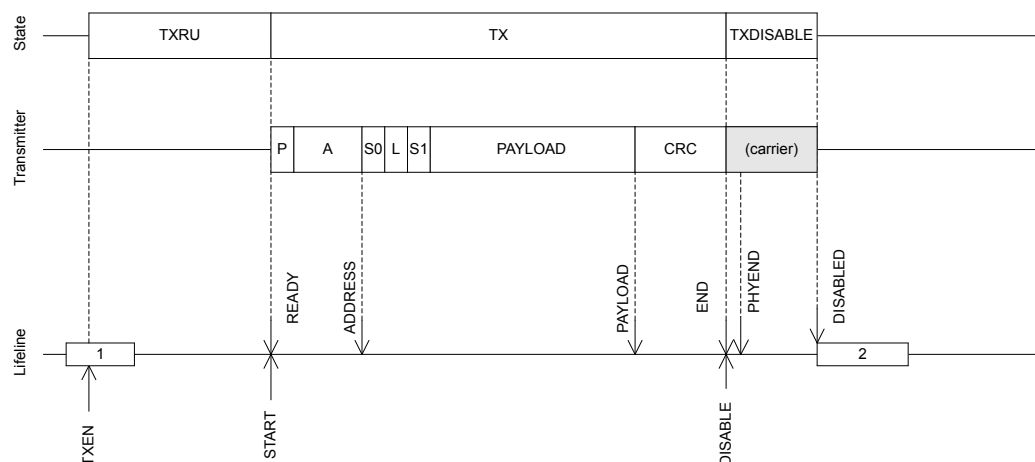 State
TXRU
TX
TXDISABLE
Transmitter
P
A
S0
L
S1
PAYLOAD
CRC
(carrier)
READY
ADDRESS
PAYLOAD
END
PHYEND
DISABLED
Lifeline
1
2
TXEN
START
DISABLE